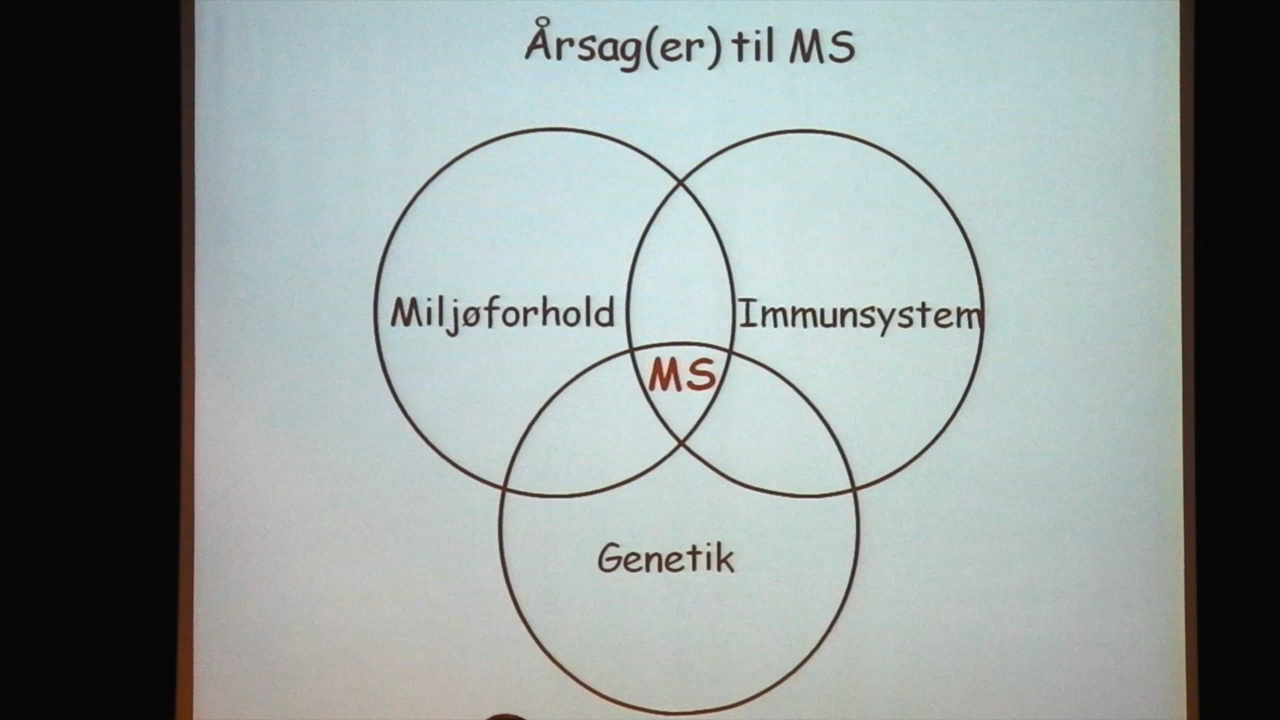 Årsag(er) til MS
Miljøforhold
Immunsystem
MS
Genetik